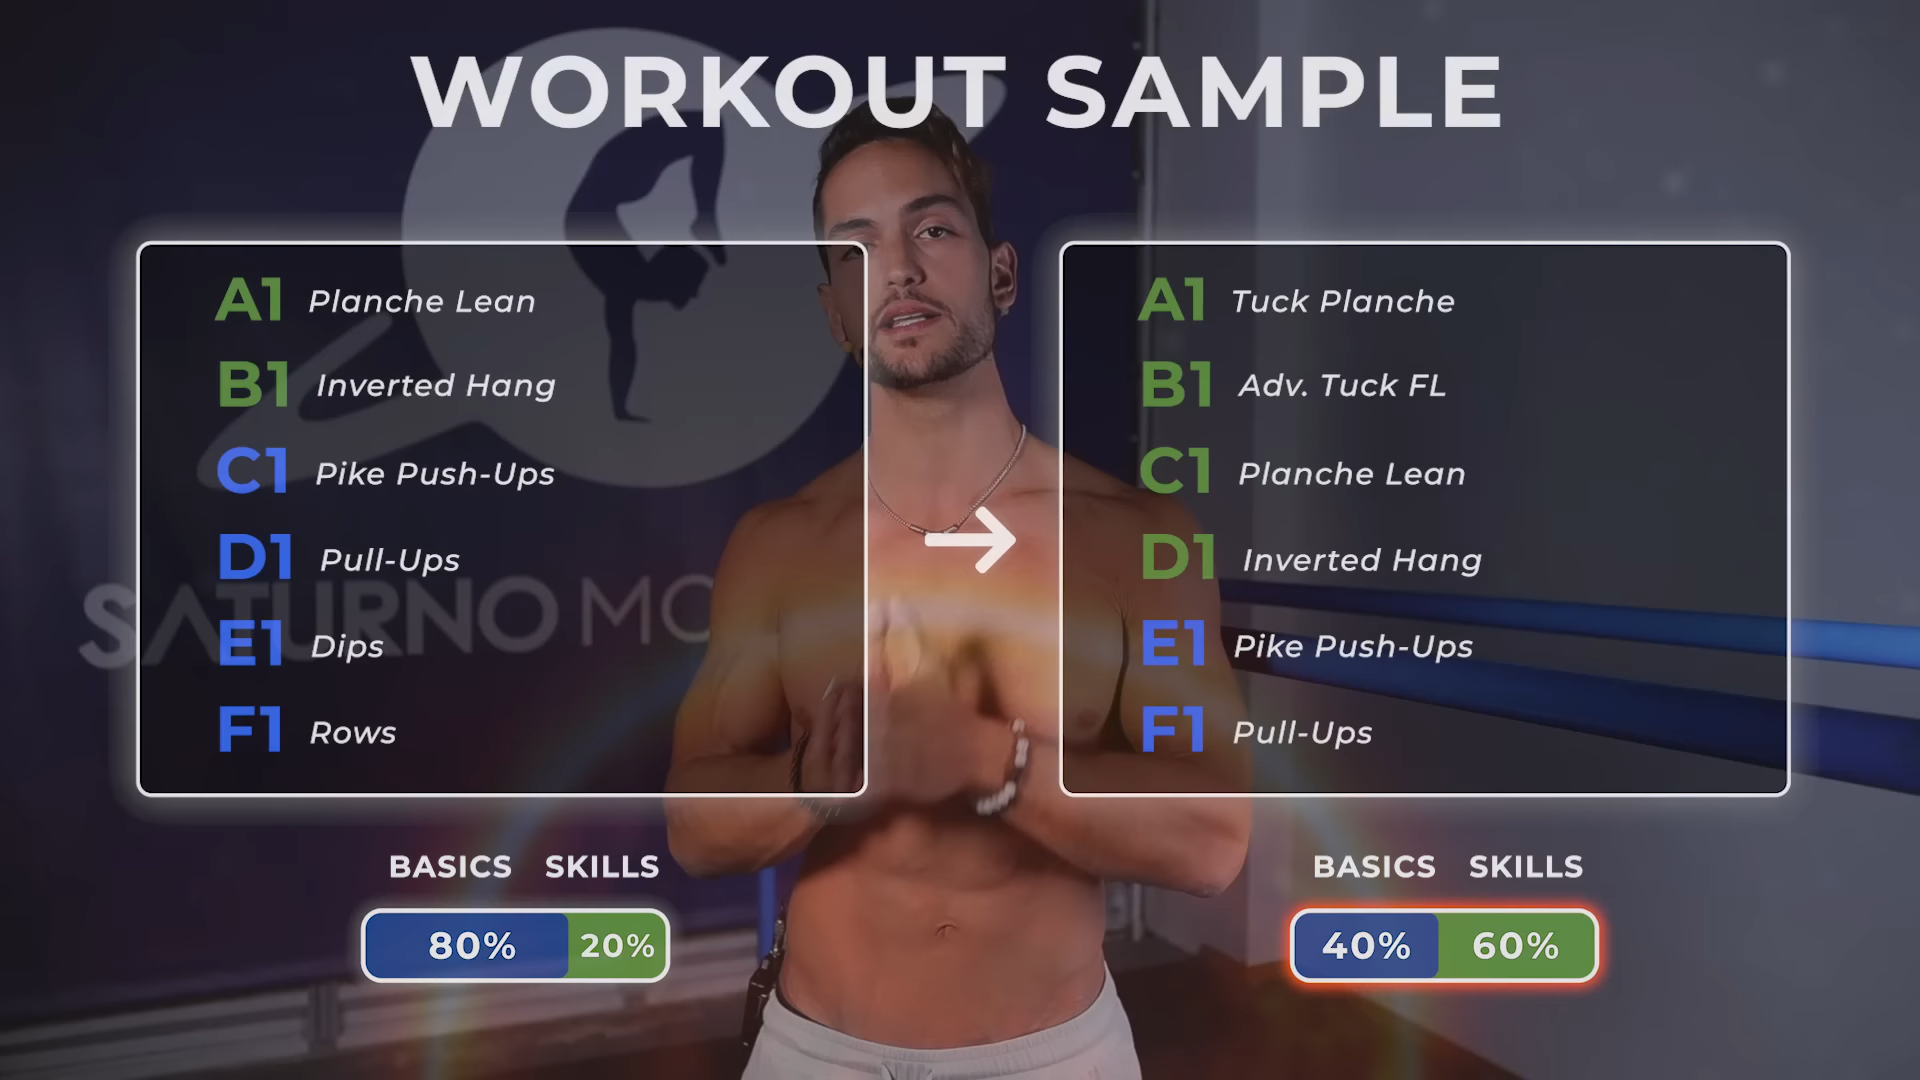 WORKOUT SAMPLE
A1 Planche Lean
B1 Inverted Hang
C1 Pike Push-Ups
D1 Pull-Ups
E1 Dips
F1 Rows
A1 Tuck Planche
B1 Adv. Tuck FL
C1 Planche Lean
D1 Inverted Hang
E1 Pike Push-Ups
F1 Pull-Ups
SATURNO MO
BASICS SKILLS
80% 20%
BASICS SKILLS
40% 60%